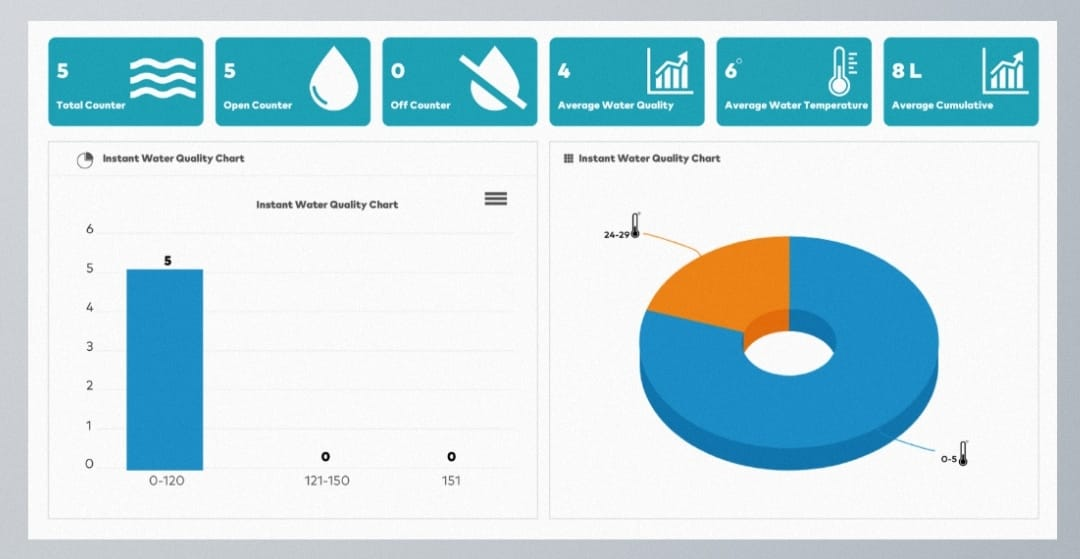 5
Total Counter
5
Open Counter
0
Off Counter
4
Average Water Quality
6°
Average Water Temperature
8 L
Average Cumulative
Instant Water Quality Chart
Instant Water Quality Chart
6
5
4
3
2
1
0
5
0
0
0-120
121-150
151
Instant Water Quality Chart
24-29
0-5